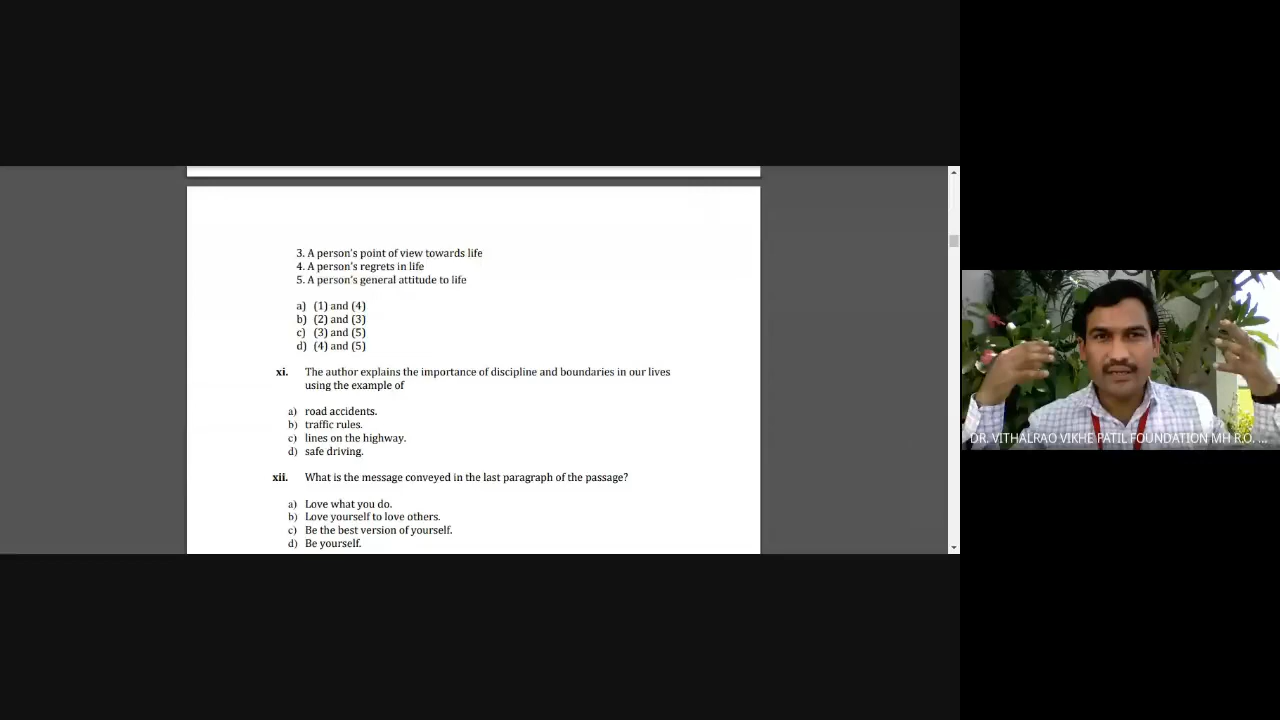 3. A person's point of view towards life
4. A person's regrets in life
5. A person's general attitude to life
a) (1) and (4)
b) (2) and (3)
c) (3) and (5)
d) (4) and (5)
xi. The author explains the importance of discipline and boundaries in our lives
using the example of
a) road accidents.
b) traffic rules.
c) lines on the highway.
d) safe driving.
xii. What is the message conveyed in the last paragraph of the passage?
a) Love what you do.
b) Love yourself to love others.
c) Be the best version of yourself.
d) Be yourself.
DR. VITHALRAO VIKHE PATIL FOUNDATION MH R.O. ...